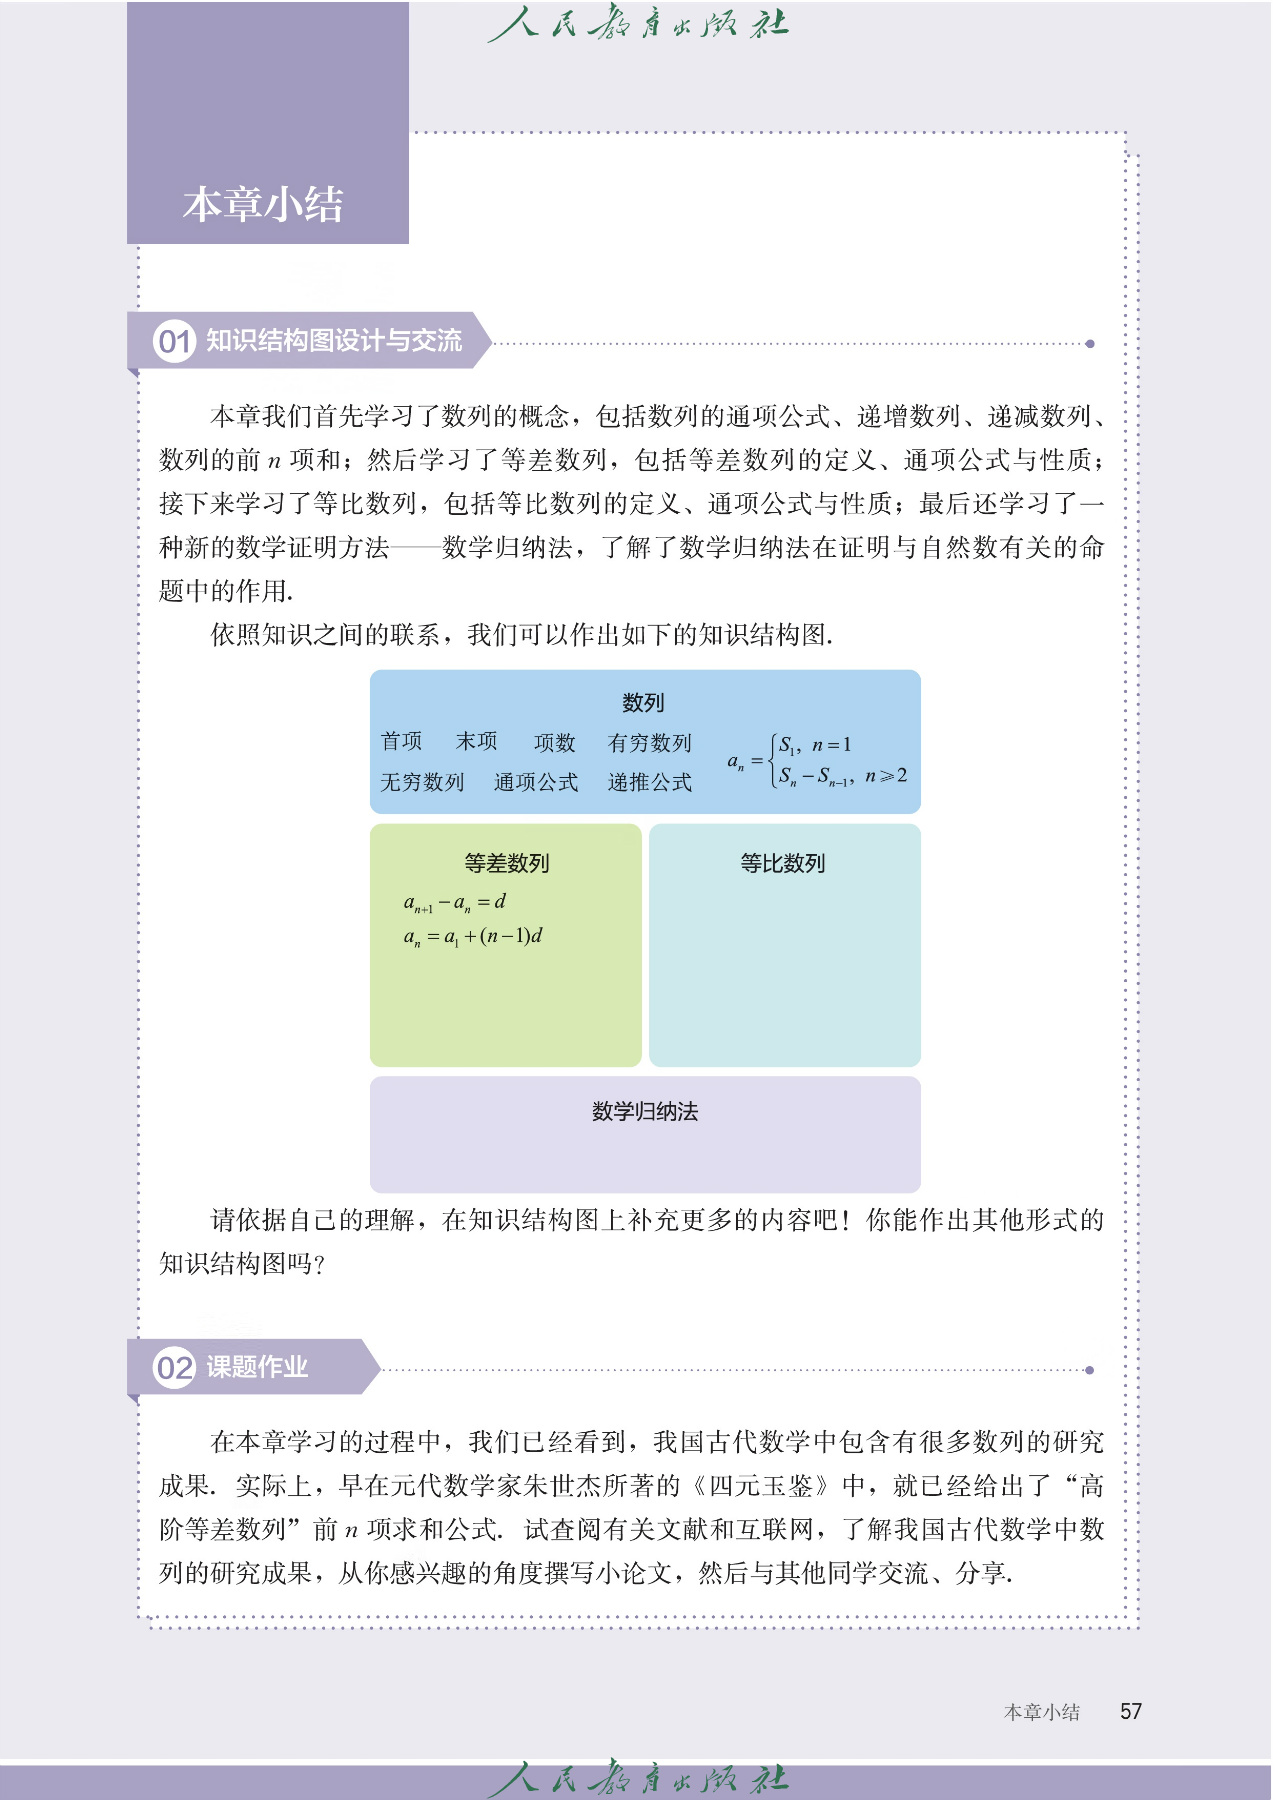 人民教育出版社
本章小结
01 知识结构图设计与交流
本章我们首先学习了数列的概念，包括数列的通项公式、递增数列、递减数列、
数列的前 n 项和；然后学习了等差数列，包括等差数列的定义、通项公式与性质；
接下来学习了等比数列，包括等比数列的定义、通项公式与性质；最后还学习了一
种新的数学证明方法——数学归纳法，了解了数学归纳法在证明与自然数有关的命
题中的作用.
依照知识之间的联系，我们可以作出如下的知识结构图.
数列
首项 末项 项数 有穷数列
无穷数列 通项公式 递推公式
aₙ = { S₁, n=1
Sₙ − Sₙ₋₁, n⩾2
等差数列
aₙ₊₁ − aₙ = d
aₙ = a₁ + (n−1)d
等比数列
数学归纳法
请依据自己的理解，在知识结构图上补充更多的内容吧！你能作出其他形式的
知识结构图吗？
02 课题作业
在本章学习的过程中，我们已经看到，我国古代数学中包含有很多数列的研究
成果. 实际上，早在元代数学家朱世杰所著的《四元玉鉴》中，就已经给出了“高
阶等差数列”前 n 项求和公式. 试查阅有关文献和互联网，了解我国古代数学中数
列的研究成果，从你感兴趣的角度撰写小论文，然后与其他同学交流、分享.
本章小结 57
人民教育出版社